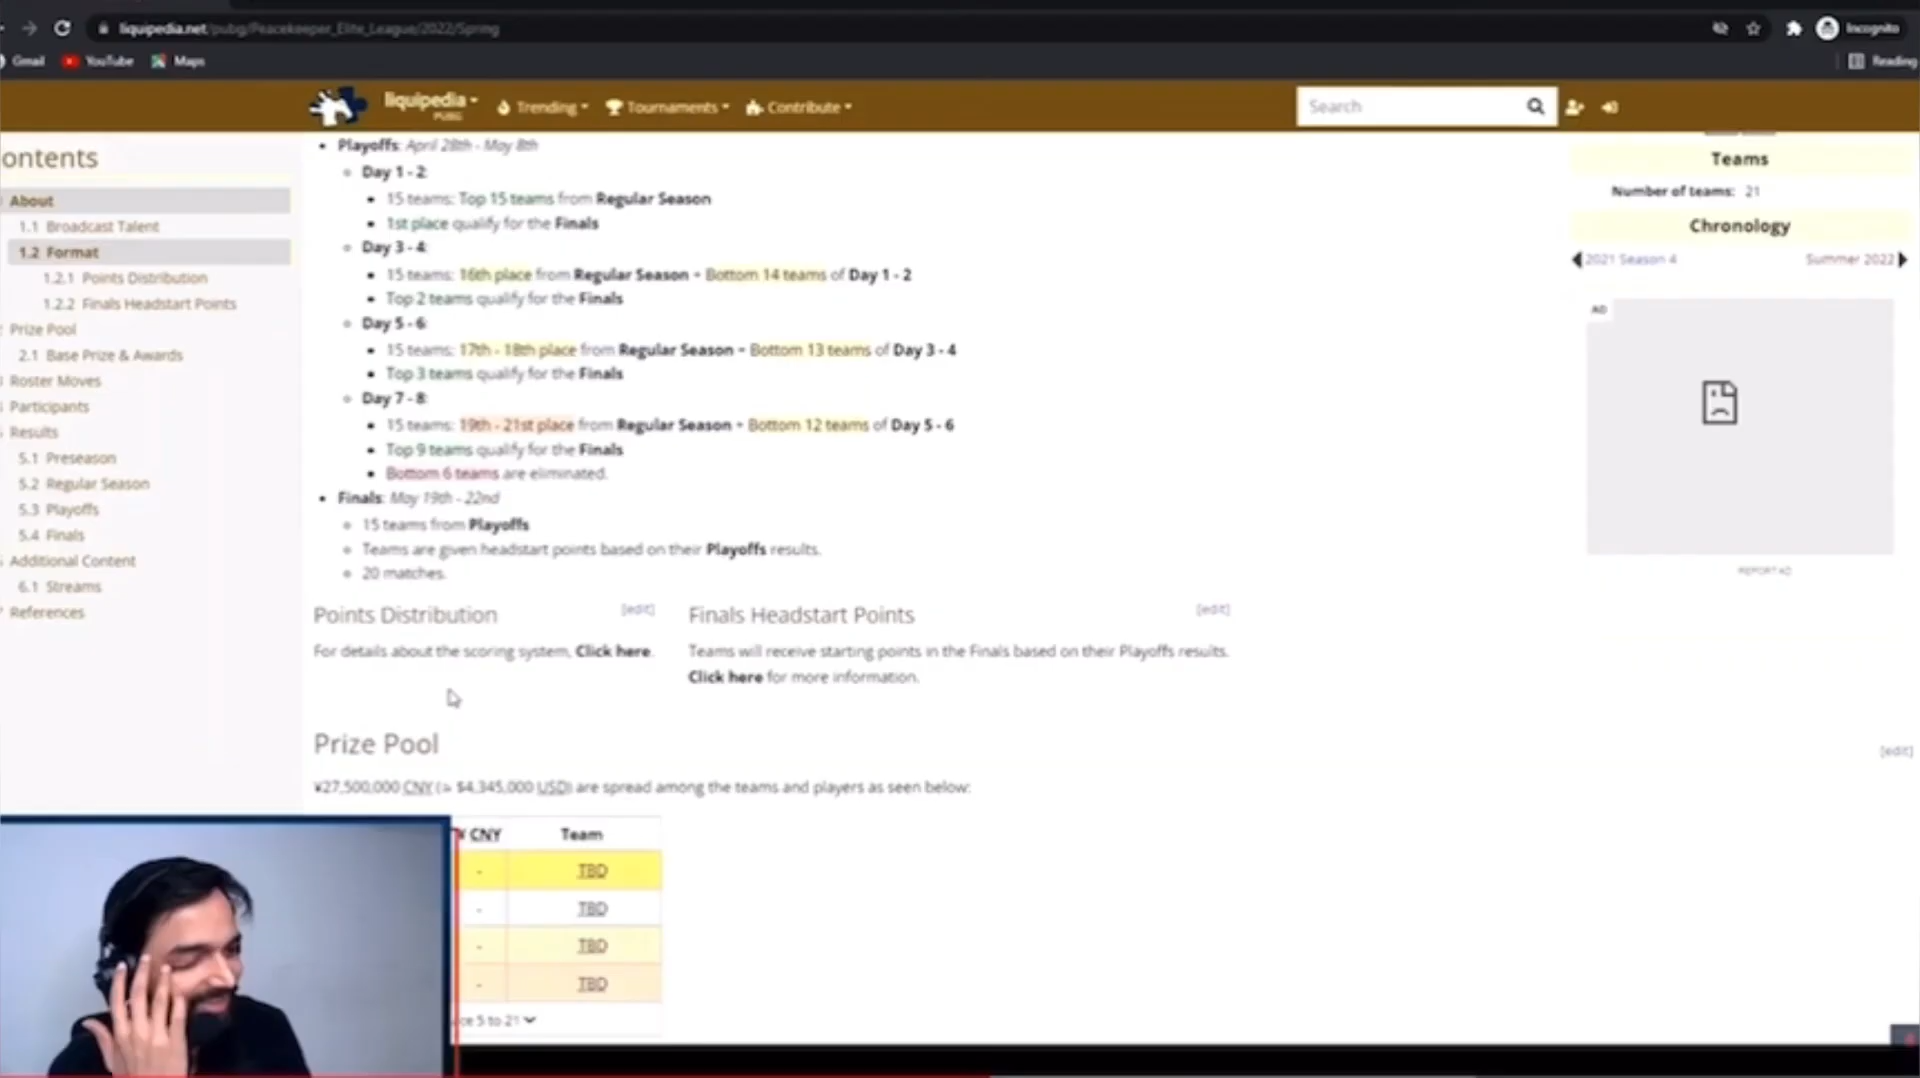 liquipedia.net/pubg/Peacekeeper_Elite_League/2022/Spring
Incognito
Gmail
YouTube
Maps
Reading
liquipedia
PUBG
Trending
Tournaments
Contribute
Search
ontents
About
1.1 Broadcast Talent
1.2 Format
1.2.1 Points Distribution
1.2.2 Finals Headstart Points
Prize Pool
2.1 Base Prize & Awards
Roster Moves
Participants
Results
5.1 Preseason
5.2 Regular Season
5.3 Playoffs
5.4 Finals
Additional Content
6.1 Streams
References
Playoffs: April 28th - May 8th
Day 1 - 2:
15 teams: Top 15 teams from Regular Season
1st place qualify for the Finals
Day 3 - 4:
15 teams: 16th place from Regular Season + Bottom 14 teams of Day 1 - 2
Top 2 teams qualify for the Finals
Day 5 - 6:
15 teams: 17th - 18th place from Regular Season + Bottom 13 teams of Day 3 - 4
Top 3 teams qualify for the Finals
Day 7 - 8:
15 teams: 19th - 21st place from Regular Season + Bottom 12 teams of Day 5 - 6
Top 9 teams qualify for the Finals
Bottom 6 teams are eliminated.
Finals: May 19th - 22nd
15 teams from Playoffs
Teams are given headstart points based on their Playoffs results.
20 matches.
Points Distribution [edit]
For details about the scoring system, Click here.
Finals Headstart Points [edit]
Teams will receive starting points in the Finals based on their Playoffs results.
Click here for more information.
Prize Pool [edit]
¥27,500,000 CNY (≈ $4,345,000 USD) are spread among the teams and players as seen below:
¥ CNY Team
- TBD
- TBD
- TBD
- TBD
ce 5 to 21
Teams
Number of teams: 21
Chronology
2021 Season 4 Summer 2022
AD
REPORT AD